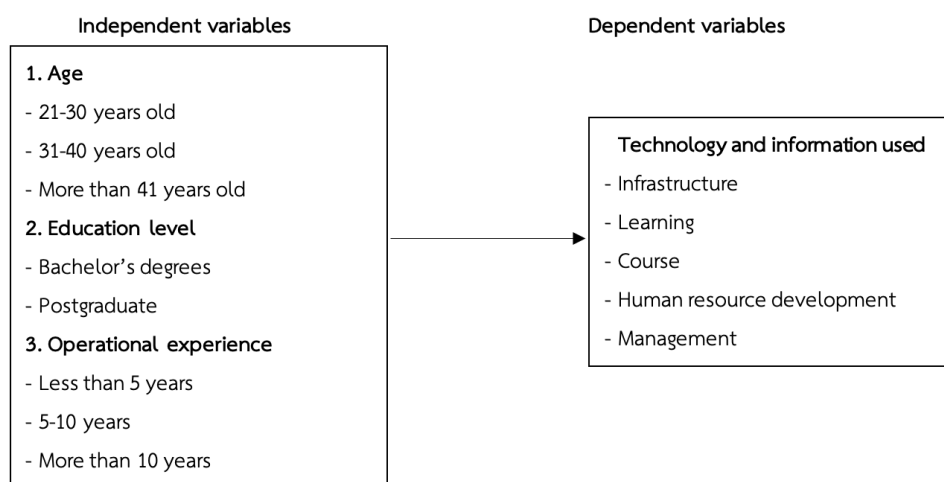 Independent variables
1. Age
- 21-30 years old
- 31-40 years old
- More than 41 years old
2. Education level
- Bachelor’s degrees
- Postgraduate
3. Operational experience
- Less than 5 years
- 5-10 years
- More than 10 years
Dependent variables
Technology and information used
- Infrastructure
- Learning
- Course
- Human resource development
- Management